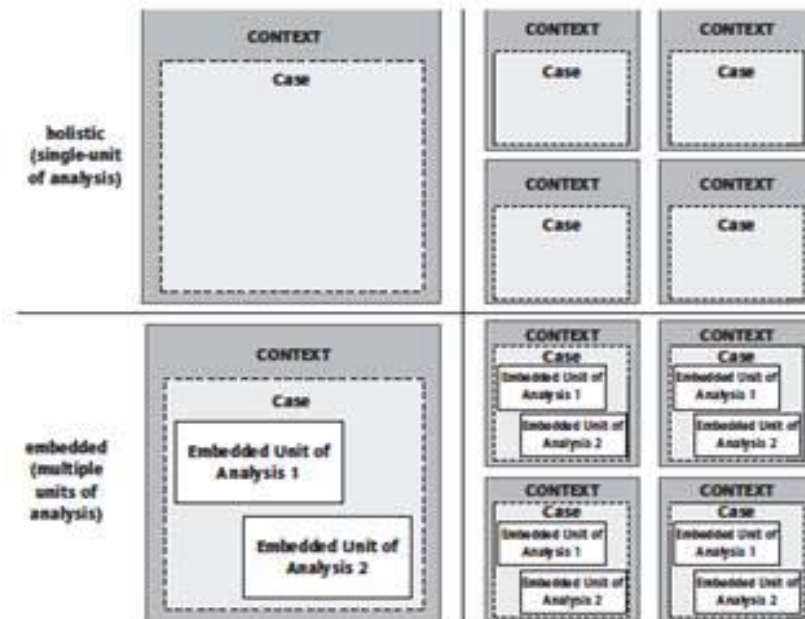 CONTEXT
Case
CONTEXT
Case
CONTEXT
Case
holistic
(single-unit
of analysis)
CONTEXT
Case
CONTEXT
Case
CONTEXT
Case
Embedded Unit of
Analysis 1
Embedded Unit of
Analysis 2
CONTEXT
Case
Embedded Unit of
Analysis 1
Embedded Unit of
Analysis 2
CONTEXT
Case
Embedded Unit of
Analysis 1
Embedded Unit of
Analysis 2
embedded
(multiple
units of
analysis)
CONTEXT
Case
Embedded Unit of
Analysis 1
Embedded Unit of
Analysis 2
CONTEXT
Case
Embedded Unit of
Analysis 1
Embedded Unit of
Analysis 2